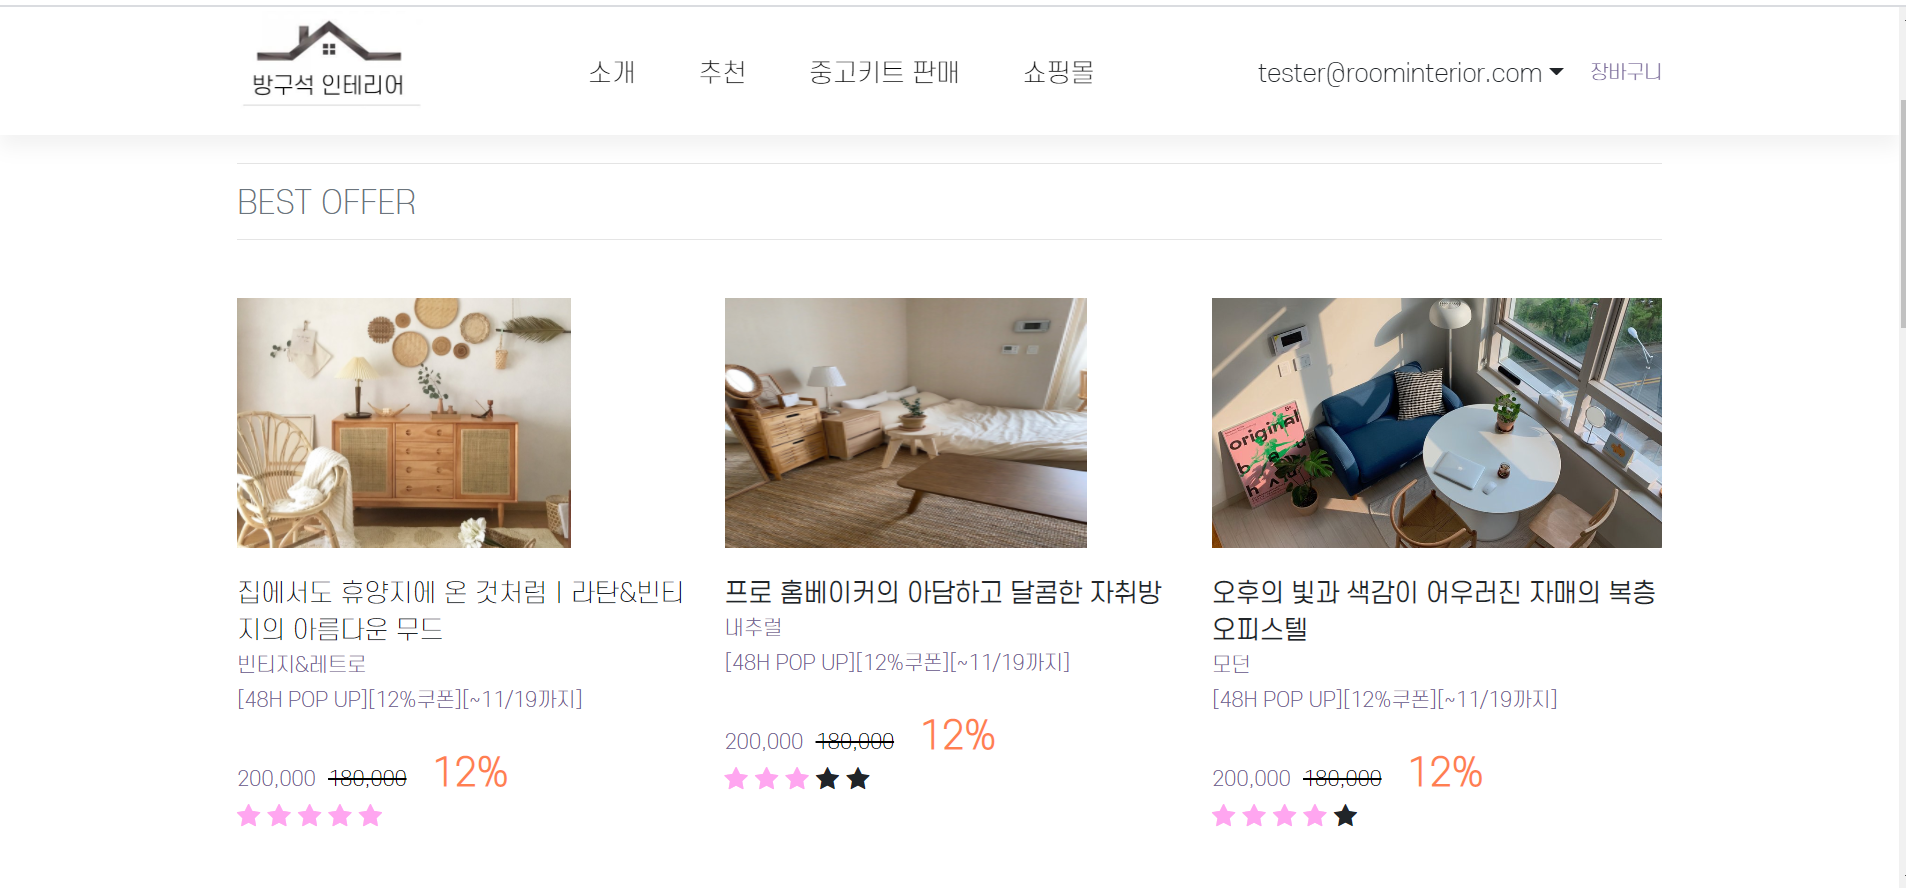 방구석 인테리어
소개 추천 중고키트 판매 쇼핑몰 tester@roominterior.com 장바구니
BEST OFFER
original
ba
h
집에서도 휴양지에 온 것처럼 | 라탄&빈티
지의 아름다운 무드
빈티지&레트로
[48H POP UP][12%쿠폰][~11/19까지]
200,000 180,000 12%
프로 홈베이커의 아담하고 달콤한 자취방
내추럴
[48H POP UP][12%쿠폰][~11/19까지]
200,000 180,000 12%
오후의 빛과 색감이 어우러진 자매의 복층
오피스텔
모던
[48H POP UP][12%쿠폰][~11/19까지]
200,000 180,000 12%